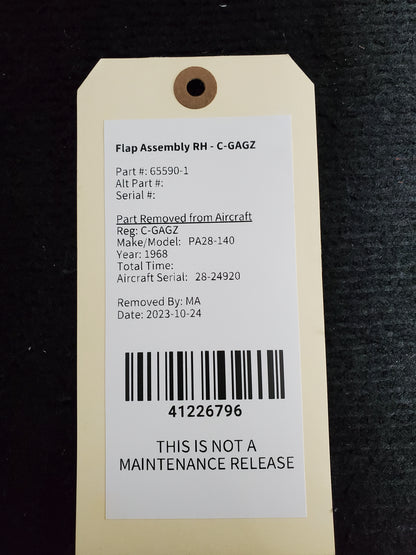 Flap Assembly RH - C-GAGZ
Part #: 65590-1
Alt Part #:
Serial #:
Part Removed from Aircraft
Reg: C-GAGZ
Make/Model: PA28-140
Year: 1968
Total Time:
Aircraft Serial: 28-24920
Removed By: MA
Date: 2023-10-24
41226796
THIS IS NOT A
MAINTENANCE RELEASE